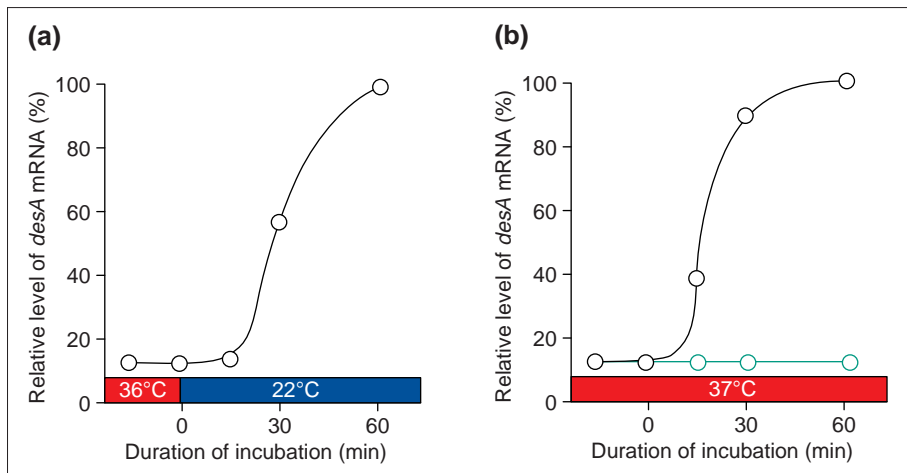 (a)
Relative level of desA mRNA (%)
100
80
60
40
20
0
36°C
22°C
0
30
60
Duration of incubation (min)
(b)
Relative level of desA mRNA (%)
100
80
60
40
20
0
37°C
0
30
60
Duration of incubation (min)